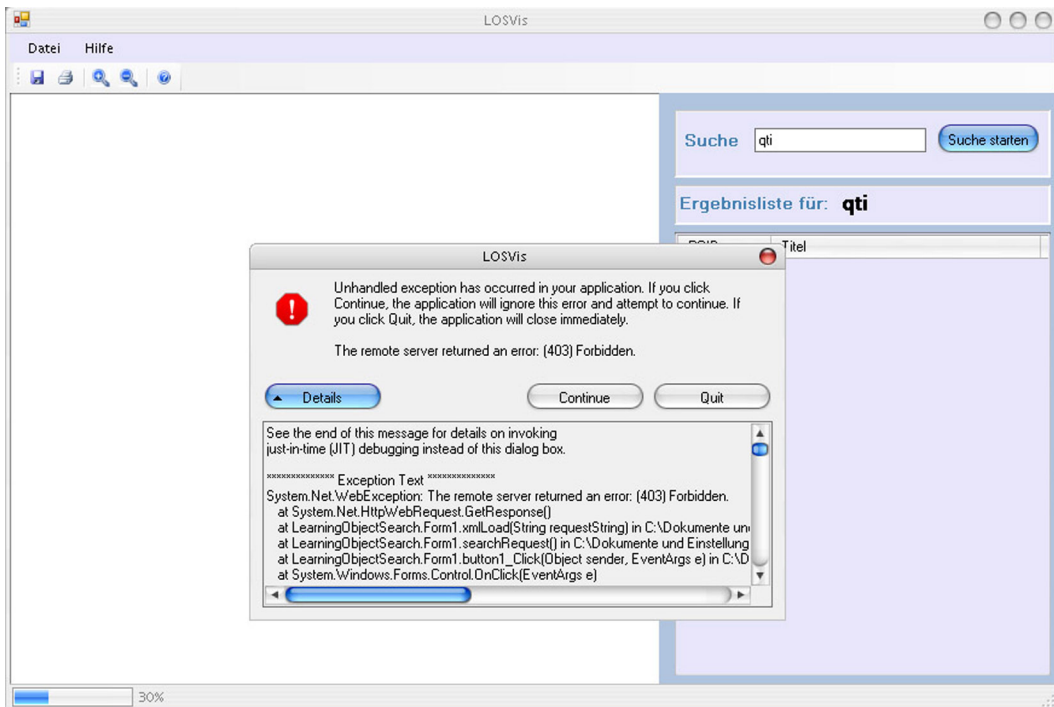 LOSVis
Datei Hilfe
Suche qti Suche starten
Ergebnisliste für: qti
Titel
LOSVis
Unhandled exception has occurred in your application. If you click
Continue, the application will ignore this error and attempt to continue. If
you click Quit, the application will close immediately.
The remote server returned an error: (403) Forbidden.
Details Continue Quit
See the end of this message for details on invoking
just-in-time (JIT) debugging instead of this dialog box.
************** Exception Text **************
System.Net.WebException: The remote server returned an error: (403) Forbidden.
at System.Net.HttpWebRequest.GetResponse()
at LearningObjectSearch.Form1.xmlLoad(String requestString) in C:\Dokumente un
at LearningObjectSearch.Form1.searchRequest() in C:\Dokumente und Einstellung
at LearningObjectSearch.Form1.button1_Click(Object sender, EventArgs e) in C:\D
at System.Windows.Forms.Control.OnClick(EventArgs e)
30%